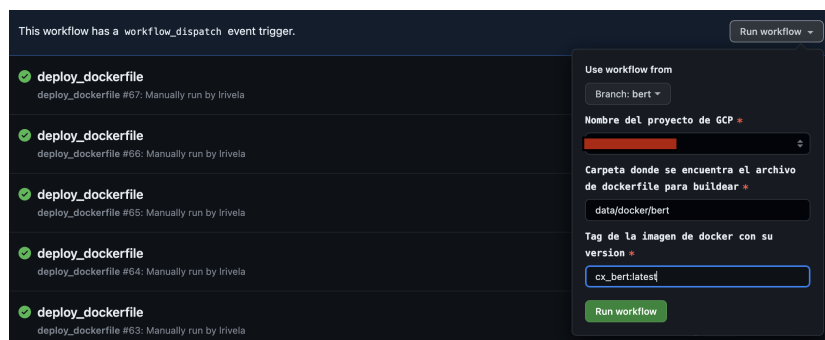 This workflow has a workflow_dispatch event trigger.
Run workflow
deploy_dockerfile
deploy_dockerfile #67: Manually run by lrivela
deploy_dockerfile
deploy_dockerfile #66: Manually run by lrivela
deploy_dockerfile
deploy_dockerfile #65: Manually run by lrivela
deploy_dockerfile
deploy_dockerfile #64: Manually run by lrivela
deploy_dockerfile
deploy_dockerfile #63: Manually run by lrivela
Use workflow from
Branch: bert
Nombre del proyecto de GCP *
Carpeta donde se encuentra el archivo
de dockerfile para buildear *
data/docker/bert
Tag de la imagen de docker con su
version *
cx_bert:latest
Run workflow